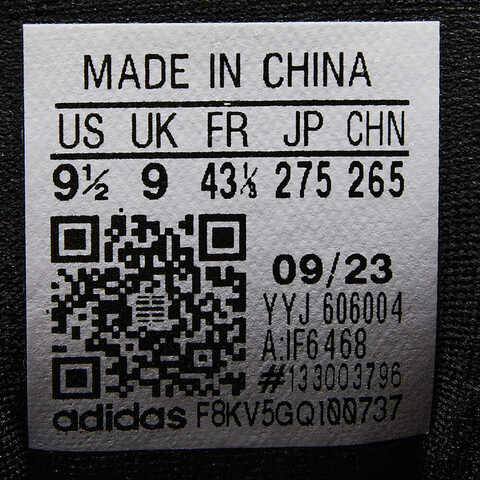 MADE IN CHINA
US UK FR JP CHN
9½ 9 43⅓ 275 265
09/23
YYJ 606004
A:IF6468
#133003796
adidas F8KV5GQ100737